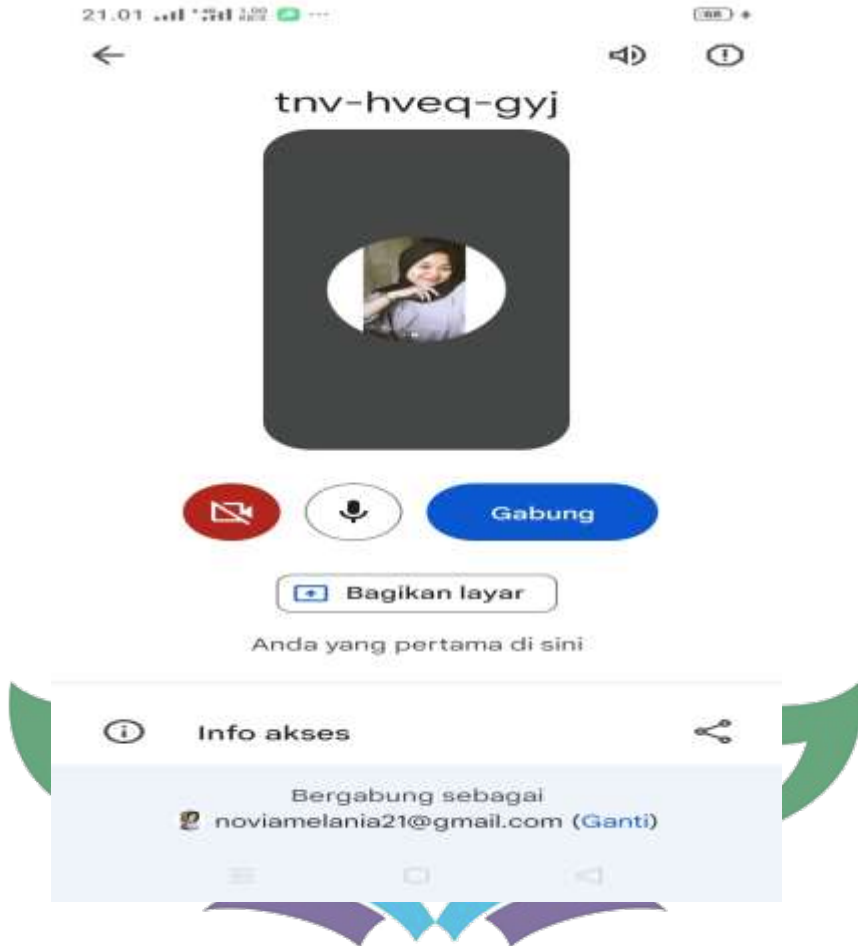 21.01
tnv-hveq-gyj
Gabung
Bagikan layar
Anda yang pertama di sini
Info akses
Bergabung sebagai
noviamelania21@gmail.com (Ganti)